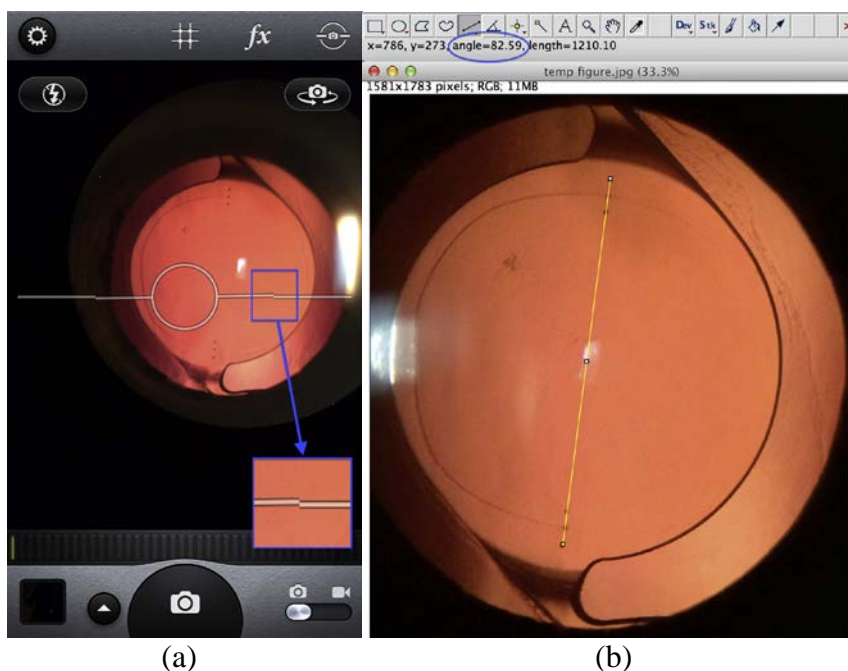 fx
A
Dev
Stk
x=786, y=273, angle=82.59, length=1210.10
temp figure.jpg (33.3%)
1581x1783 pixels; RGB; 11MB
(a)
(b)